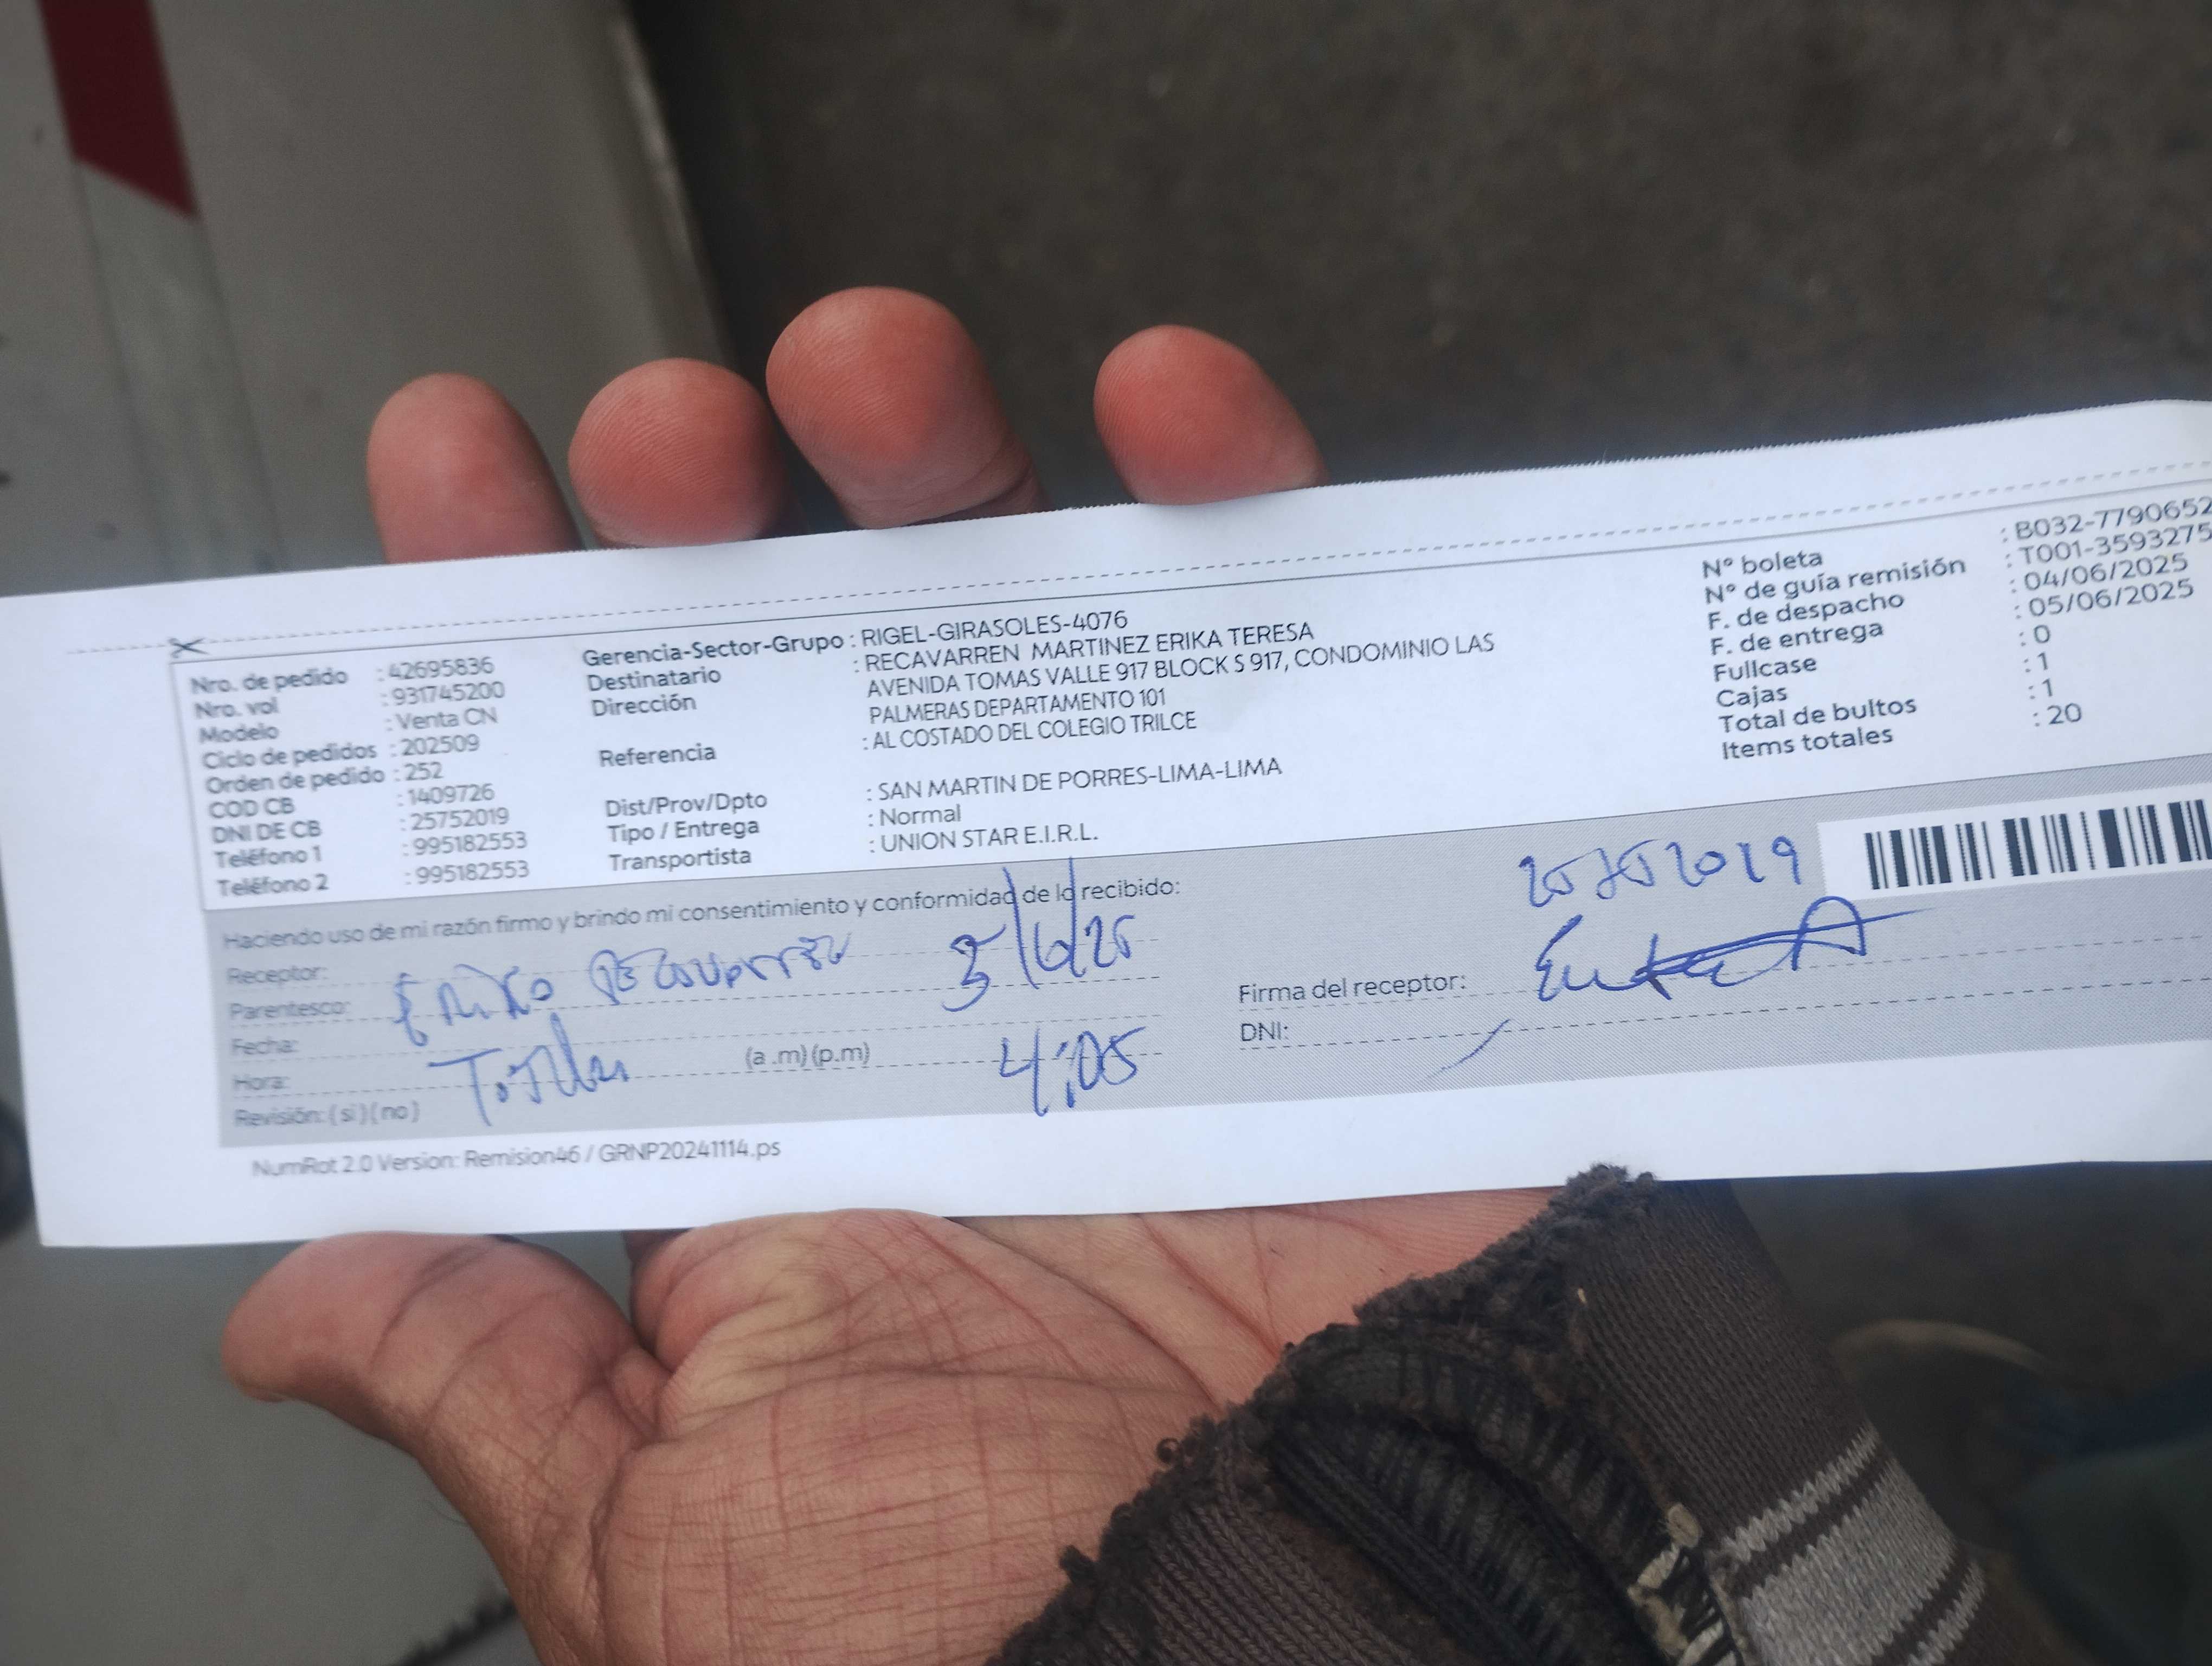 Nro. de pedido : 42695836
Nro. vol : 931745200
Modelo : Venta CN
Ciclo de pedidos : 202509
Orden de pedido : 252
COD CB : 1409726
DNI DE CB : 25752019
Teléfono 1 : 995182553
Teléfono 2 : 995182553
Gerencia-Sector-Grupo : RIGEL-GIRASOLES-4076
Destinatario : RECAVARREN MARTINEZ ERIKA TERESA
Dirección AVENIDA TOMAS VALLE 917 BLOCK S 917, CONDOMINIO LAS
PALMERAS DEPARTAMENTO 101
Referencia : AL COSTADO DEL COLEGIO TRILCE
Dist/Prov/Dpto : SAN MARTIN DE PORRES-LIMA-LIMA
Tipo / Entrega : Normal
Transportista : UNION STAR E.I.R.L.
N° boleta : B032-7790652
N° de guía remisión : T001-3593275
F. de despacho : 04/06/2025
F. de entrega : 05/06/2025
Fullcase : 0
Cajas : 1
Total de bultos : 1
Items totales : 20
Haciendo uso de mi razón firmo y brindo mi consentimiento y conformidad de lo recibido:
Receptor:
Parentesco: Erika Recavarren
Fecha:
Hora: (a .m) (p.m) 4:05
Revisión: ( si ) ( no ) Titular
Firma del receptor:
DNI:
NumRot 2.0 Version: Remision46 / GRNP20241114.ps